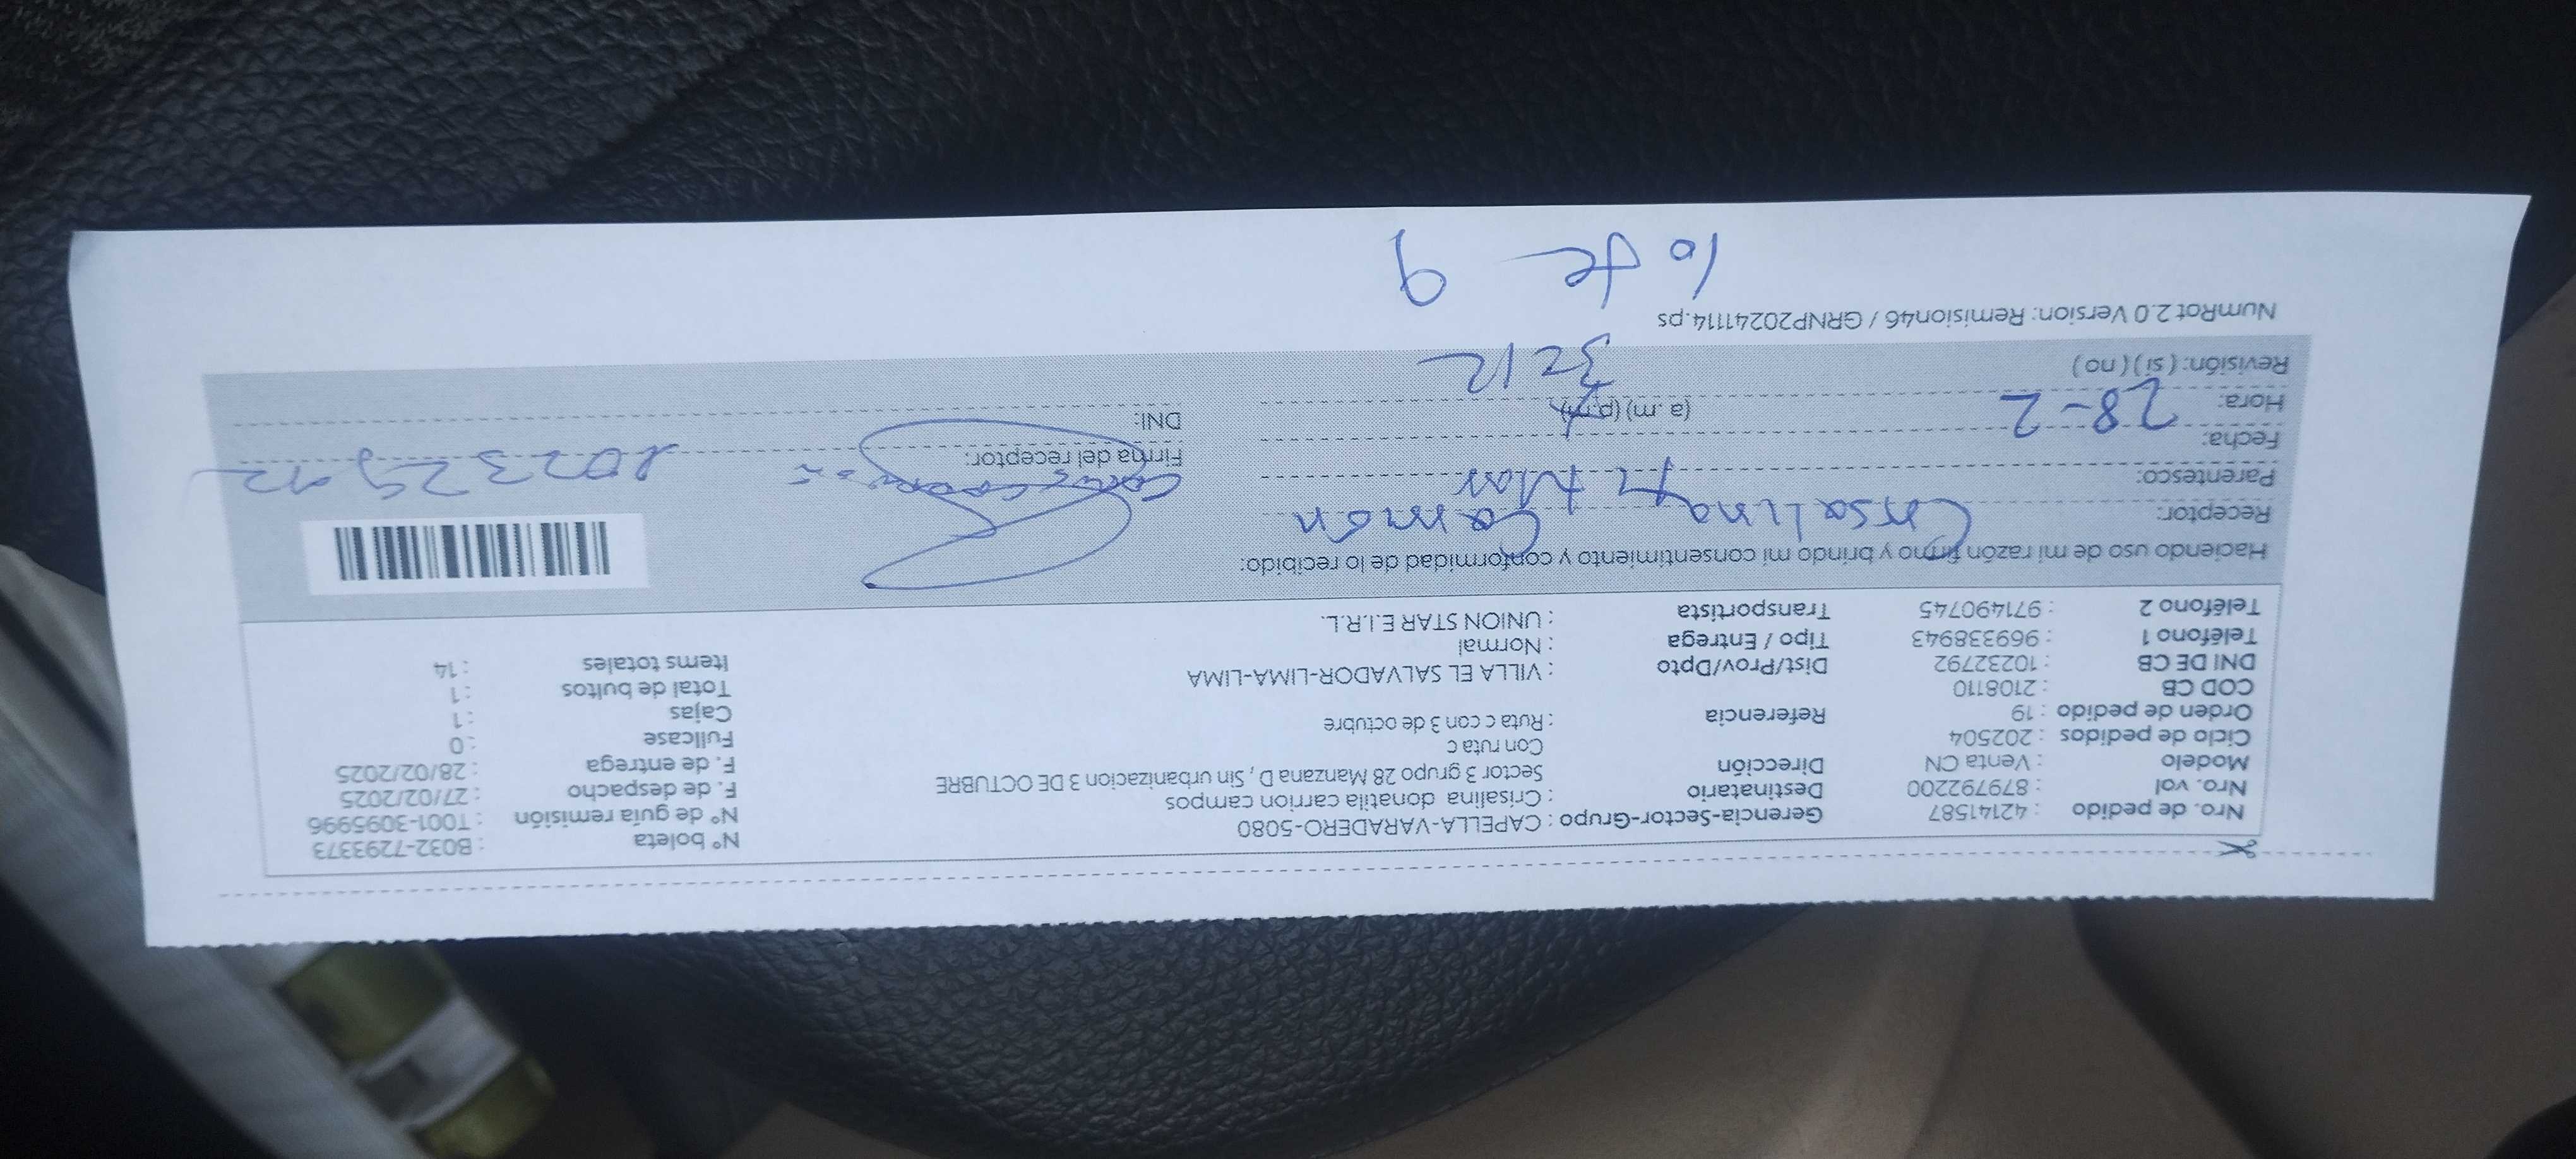 Nro. de pedido : 42141587
Nro. vol : 8797922200
Modelo : Venta CN
Ciclo de pedidos : 202504
Orden de pedido : 19
COD CB : 2108110
DNI DE CB : 10232792
Teléfono 1 : 969338943
Teléfono 2 : 971490745
Gerencia-Sector-Grupo : CAPELLA-VARADERO-5080
Destinatario : Crisalina donatila carrion campos
Dirección Sector 3 grupo 28 Manzana D , Sin urbanizacion 3 DE OCTUBRE
Con ruta c
Referencia : Ruta c con 3 de octubre
Dist/Prov/Dpto : VILLA EL SALVADOR-LIMA-LIMA
Tipo / Entrega : Normal
Transportista : UNION STAR E.I.R.L.
N° boleta : B032-7293373
N° de guía remisión : T001-3095996
F. de despacho : 27/02/2025
F. de entrega : 28/02/2025
Fullcase : 0
Cajas : 1
Total de bultos : 1
Items totales : 14
Haciendo uso de mi razón firmo y brindo mi consentimiento y conformidad de lo recibido:
Receptor:
Parentesco:
Fecha:
Hora: 28-2 (a.m) (p.m)
Revisión: (si) (no) 3212
Firma del receptor:
DNI:
NumRot 2.0 Version: Remision46 / GRNP20241114.ps
10 de 9